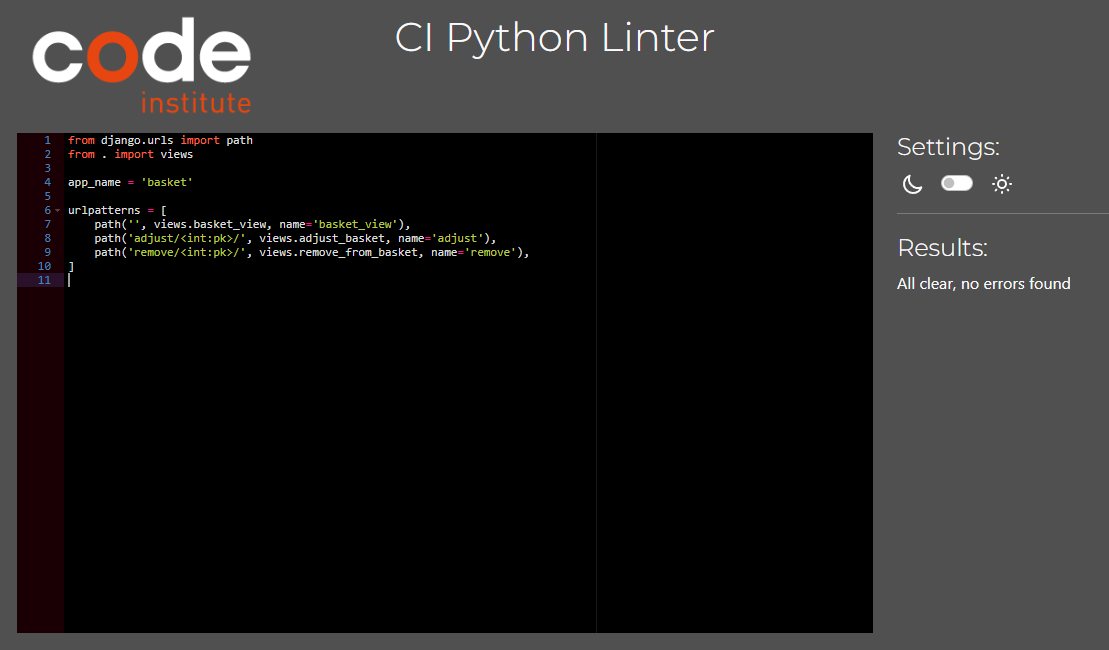 code
institute
CI Python Linter
1 from django.urls import path
2 from . import views
3
4 app_name = 'basket'
5
6 urlpatterns = [
7     path('', views.basket_view, name='basket_view'),
8     path('adjust/<int:pk>/', views.adjust_basket, name='adjust'),
9     path('remove/<int:pk>/', views.remove_from_basket, name='remove'),
10 ]
11
Settings:
Results:
All clear, no errors found